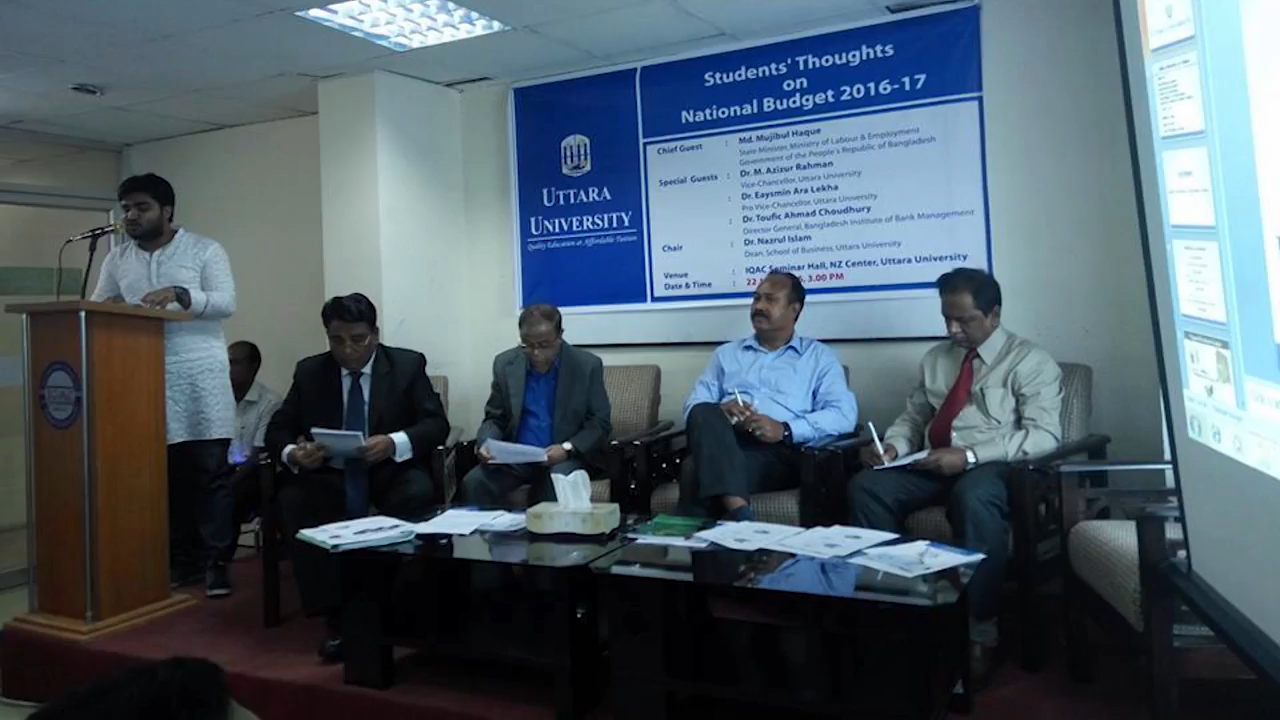 Students' Thoughts
on
National Budget 2016-17
UTTARA
UNIVERSITY
Quality Education at Affordable Tuition
Chief Guest : Md. Mujibul Haque
State Minister, Ministry of Labour & Employment
Government of the People's Republic of Bangladesh
Special Guests : Dr. M. Azizur Rahman
Vice-Chancellor, Uttara University
: Dr. Eaysmin Ara Lekha
Pro Vice-Chancellor, Uttara University
: Dr. Toufic Ahmad Choudhury
Director General, Bangladesh Institute of Bank Management
Chair : Dr. Nazrul Islam
Dean, School of Business, Uttara University
Venue : IQAC Seminar Hall, NZ Center, Uttara University
Date & Time : 22 3.00 PM